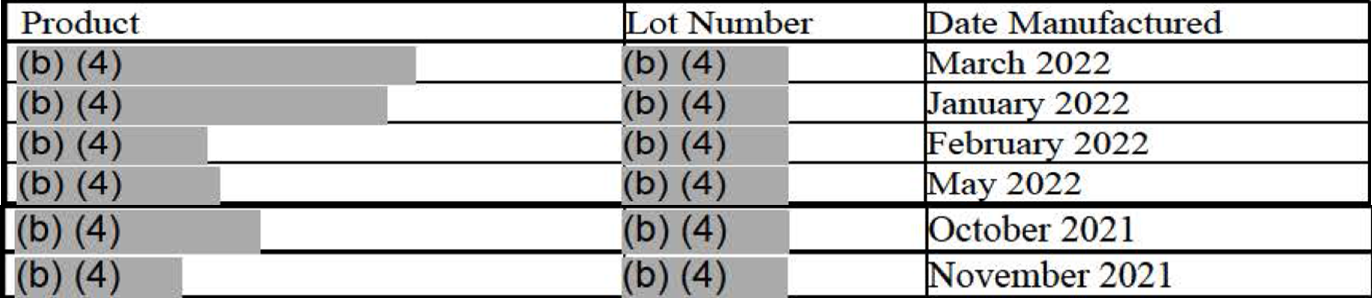 Product Lot Number Date Manufactured
(b) (4) (b) (4) March 2022
(b) (4) (b) (4) January 2022
(b) (4) (b) (4) February 2022
(b) (4) (b) (4) May 2022
(b) (4) (b) (4) October 2021
(b) (4) (b) (4) November 2021